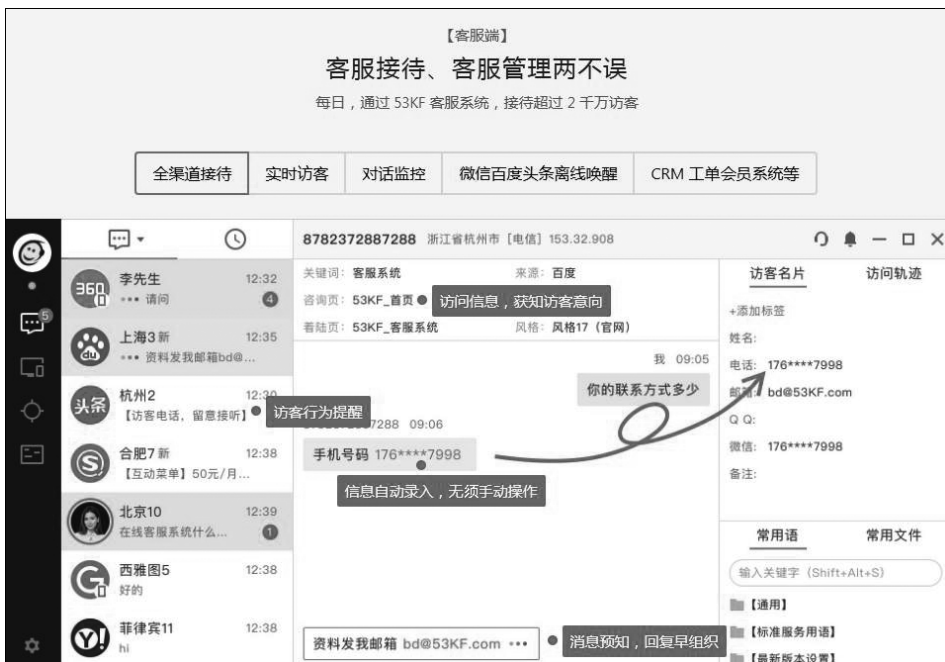 【客服端】
客服接待、客服管理两不误
每日，通过 53KF 客服系统，接待超过 2 千万访客
全渠道接待 实时访客 对话监控 微信百度头条离线唤醒 CRM 工单会员系统等
5
360 李先生 12:32
••• 请问 4
du 上海3 新 12:35
••• 资料发我邮箱bd@...
头条 杭州2 12:30
【访客电话，留意接听】 访客行为提醒
合肥7 新 12:38
【互动菜单】50元/月...
北京10 12:39
在线客服系统什么... 1
西雅图5 12:38
好的
Y! 菲律宾11 12:38
hi
8782372887288 浙江省杭州市 [电信] 153.32.908
关键词: 客服系统 来源: 百度
咨询页: 53KF_首页 访问信息，获知访客意向
着陆页: 53KF_客服系统 风格: 风格17（官网）
我 09:05
你的联系方式多少
7288 09:06
手机号码 176****7998
信息自动录入，无须手动操作
资料发我邮箱 bd@53KF.com ••• 消息预知，回复早组织
访客名片 访问轨迹
+添加标签
姓名:
电话: 176****7998
邮箱: bd@53KF.com
Q Q:
微信: 176****7998
备注:
常用语 常用文件
输入关键字（Shift+Alt+S）
【通用】
【标准服务用语】
【最新版本设置】